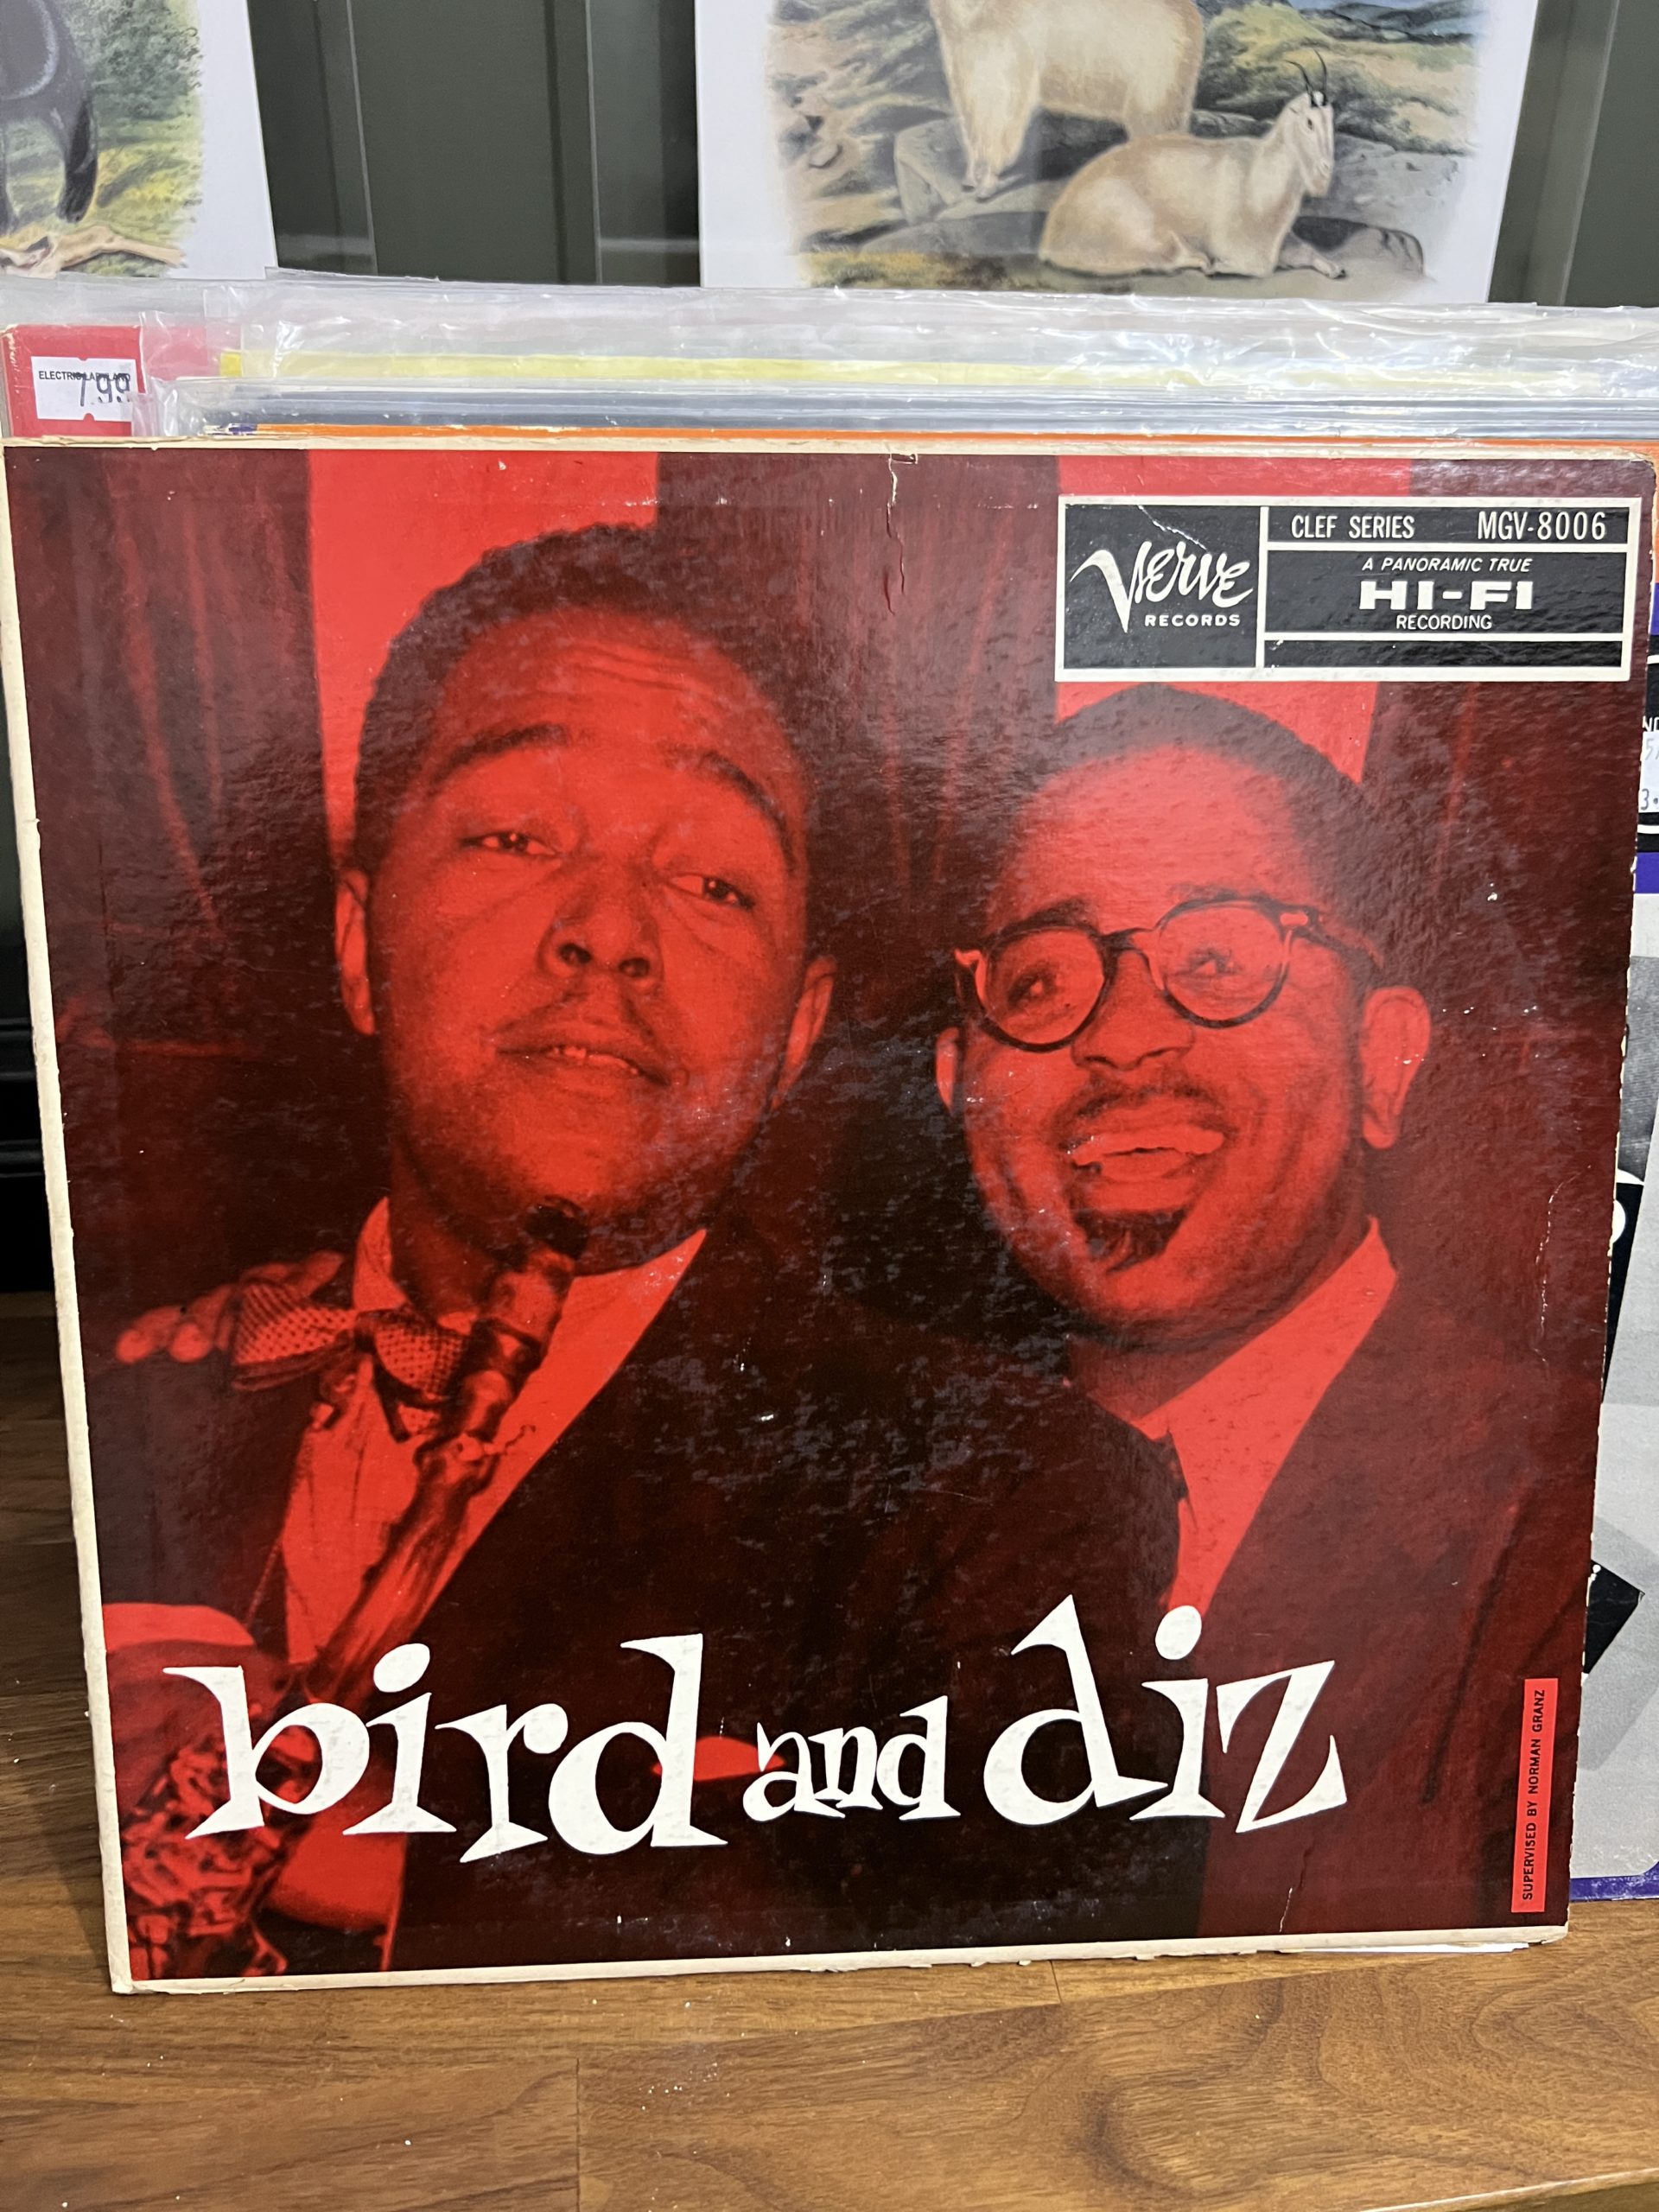 ELECTRIC LADYLAND
7.99
Verve
RECORDS
CLEF SERIES MGV-8006
A PANORAMIC TRUE
HI-FI
RECORDING
bird and diz
SUPERVISED BY NORMAN GRANZ